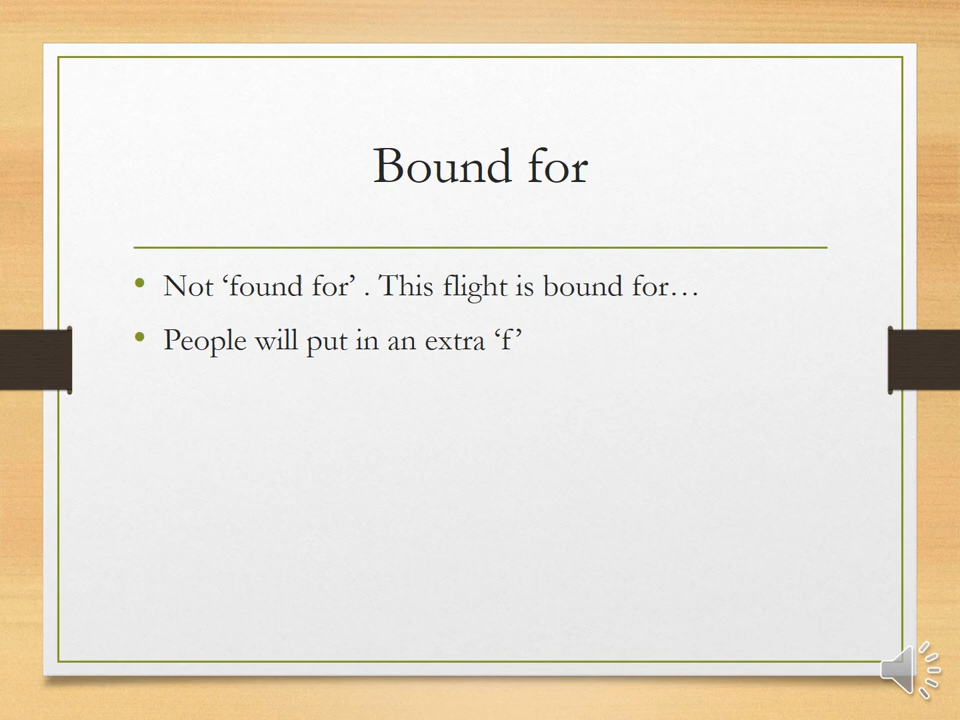 Bound for
• Not ‘found for’ . This flight is bound for…
• People will put in an extra ‘f’